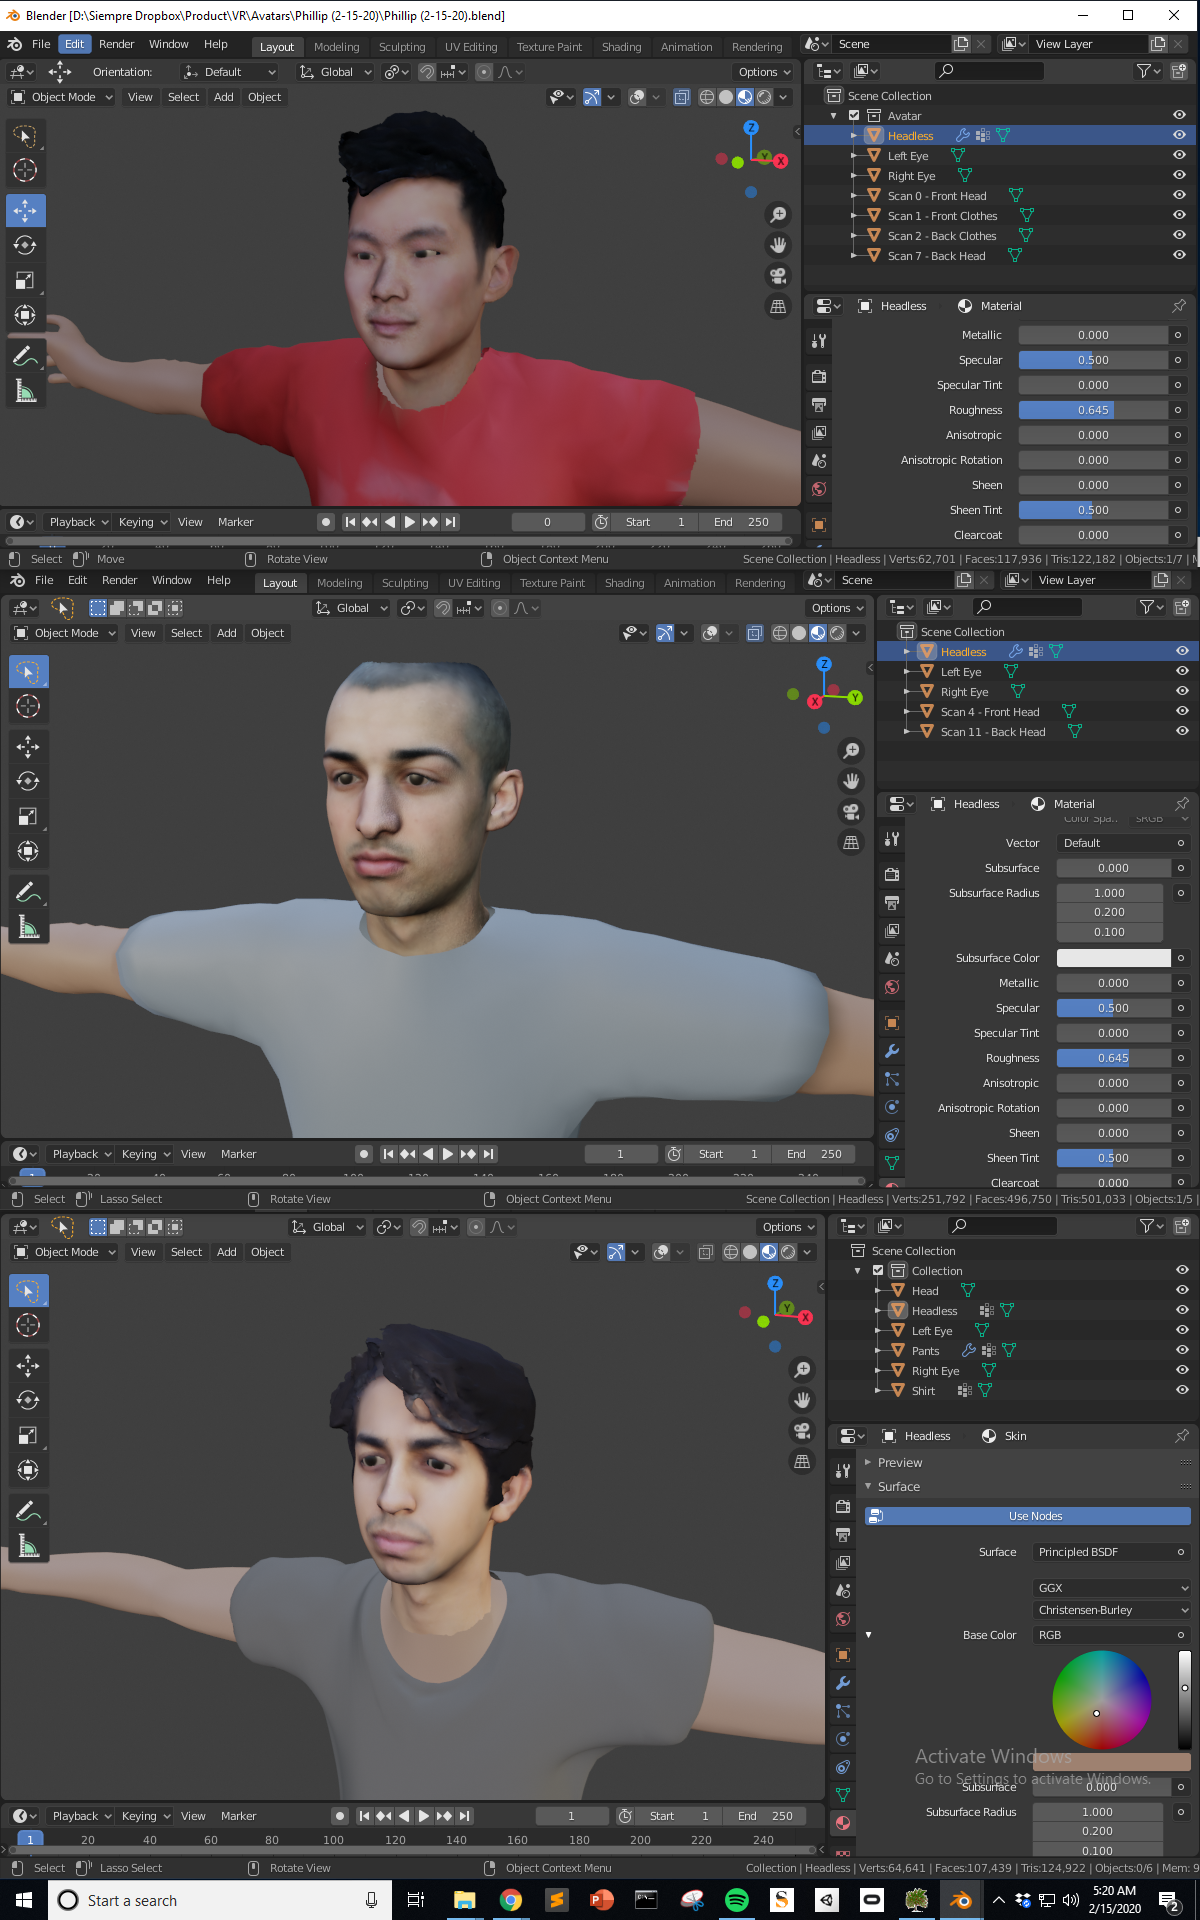 Blender [D:\Siempre Dropbox\Product\VR\Avatars\Phillip (2-15-20)\Phillip (2-15-20).blend]
File Edit Render Window Help Layout Modeling Sculpting UV Editing Texture Paint Shading Animation Rendering Scene View Layer
Orientation: Default Global Options
Object Mode View Select Add Object
Scene Collection
Avatar
Headless
Left Eye
Right Eye
Scan 0 - Front Head
Scan 1 - Front Clothes
Scan 2 - Back Clothes
Scan 7 - Back Head
Z
Y
X
Headless Material
Metallic 0.000
Specular 0.500
Specular Tint 0.000
Roughness 0.645
Anisotropic 0.000
Anisotropic Rotation 0.000
Sheen 0.000
Sheen Tint 0.500
Clearcoat 0.000
Playback Keying View Marker 0 Start 1 End 250
Select Move Rotate View Object Context Menu Scene Collection | Headless | Verts:62,701 | Faces:117,936 | Tris:122,182 | Objects:1/7 |
File Edit Render Window Help Layout Modeling Sculpting UV Editing Texture Paint Shading Animation Rendering Scene View Layer
Global Options
Object Mode View Select Add Object
Scene Collection
Headless
Left Eye
Right Eye
Scan 4 - Front Head
Scan 11 - Back Head
Z
X
Y
Headless Material
Color Spa.. sRGB
Vector Default
Subsurface 0.000
Subsurface Radius 1.000
0.200
0.100
Subsurface Color
Metallic 0.000
Specular 0.500
Specular Tint 0.000
Roughness 0.645
Anisotropic 0.000
Anisotropic Rotation 0.000
Sheen 0.000
Sheen Tint 0.500
Clearcoat 0.000
Playback Keying View Marker 1 Start 1 End 250
Select Lasso Select Rotate View Object Context Menu Scene Collection | Headless | Verts:251,792 | Faces:496,750 | Tris:501,033 | Objects:1/5 |
Global Options
Object Mode View Select Add Object
Scene Collection
Collection
Head
Headless
Left Eye
Pants
Right Eye
Shirt
Z
Y
X
Headless Skin
Preview
Surface
Use Nodes
Surface Principled BSDF
GGX
Christensen-Burley
Base Color RGB
Activate Windows
Go to Settings to activate Windows.
Subsurface 0.000
Subsurface Radius 1.000
0.200
0.100
Playback Keying View Marker 1 Start 1 End 250
1 20 40 60 80 100 120 140 160 180 200 220 240
Select Lasso Select Rotate View Object Context Menu Collection | Headless | Verts:64,641 | Faces:107,439 | Tris:124,922 | Objects:0/6 | Mem: 9
Start a search
5:20 AM
2/15/2020
2